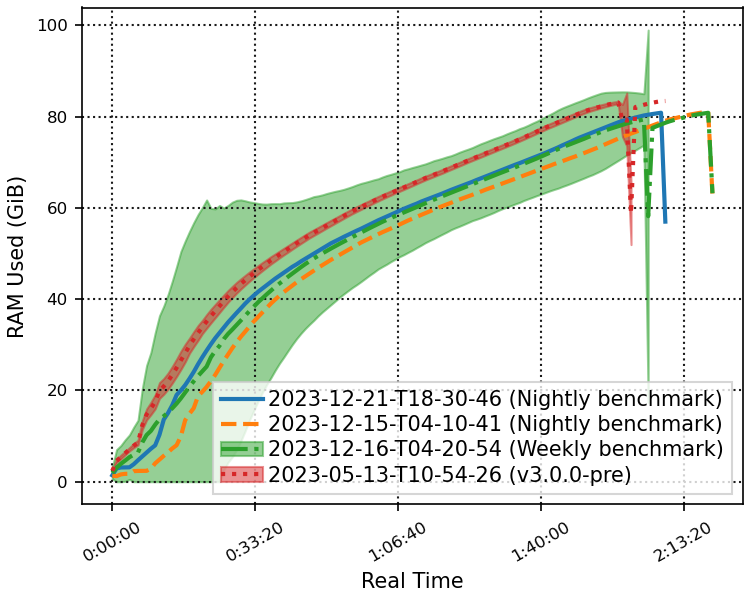 100
80
60
40
20
0
RAM Used (GiB)
2023-12-21-T18-30-46 (Nightly benchmark)
2023-12-15-T04-10-41 (Nightly benchmark)
2023-12-16-T04-20-54 (Weekly benchmark)
2023-05-13-T10-54-26 (v3.0.0-pre)
0:00:00
0:33:20
1:06:40
1:40:00
2:13:20
Real Time